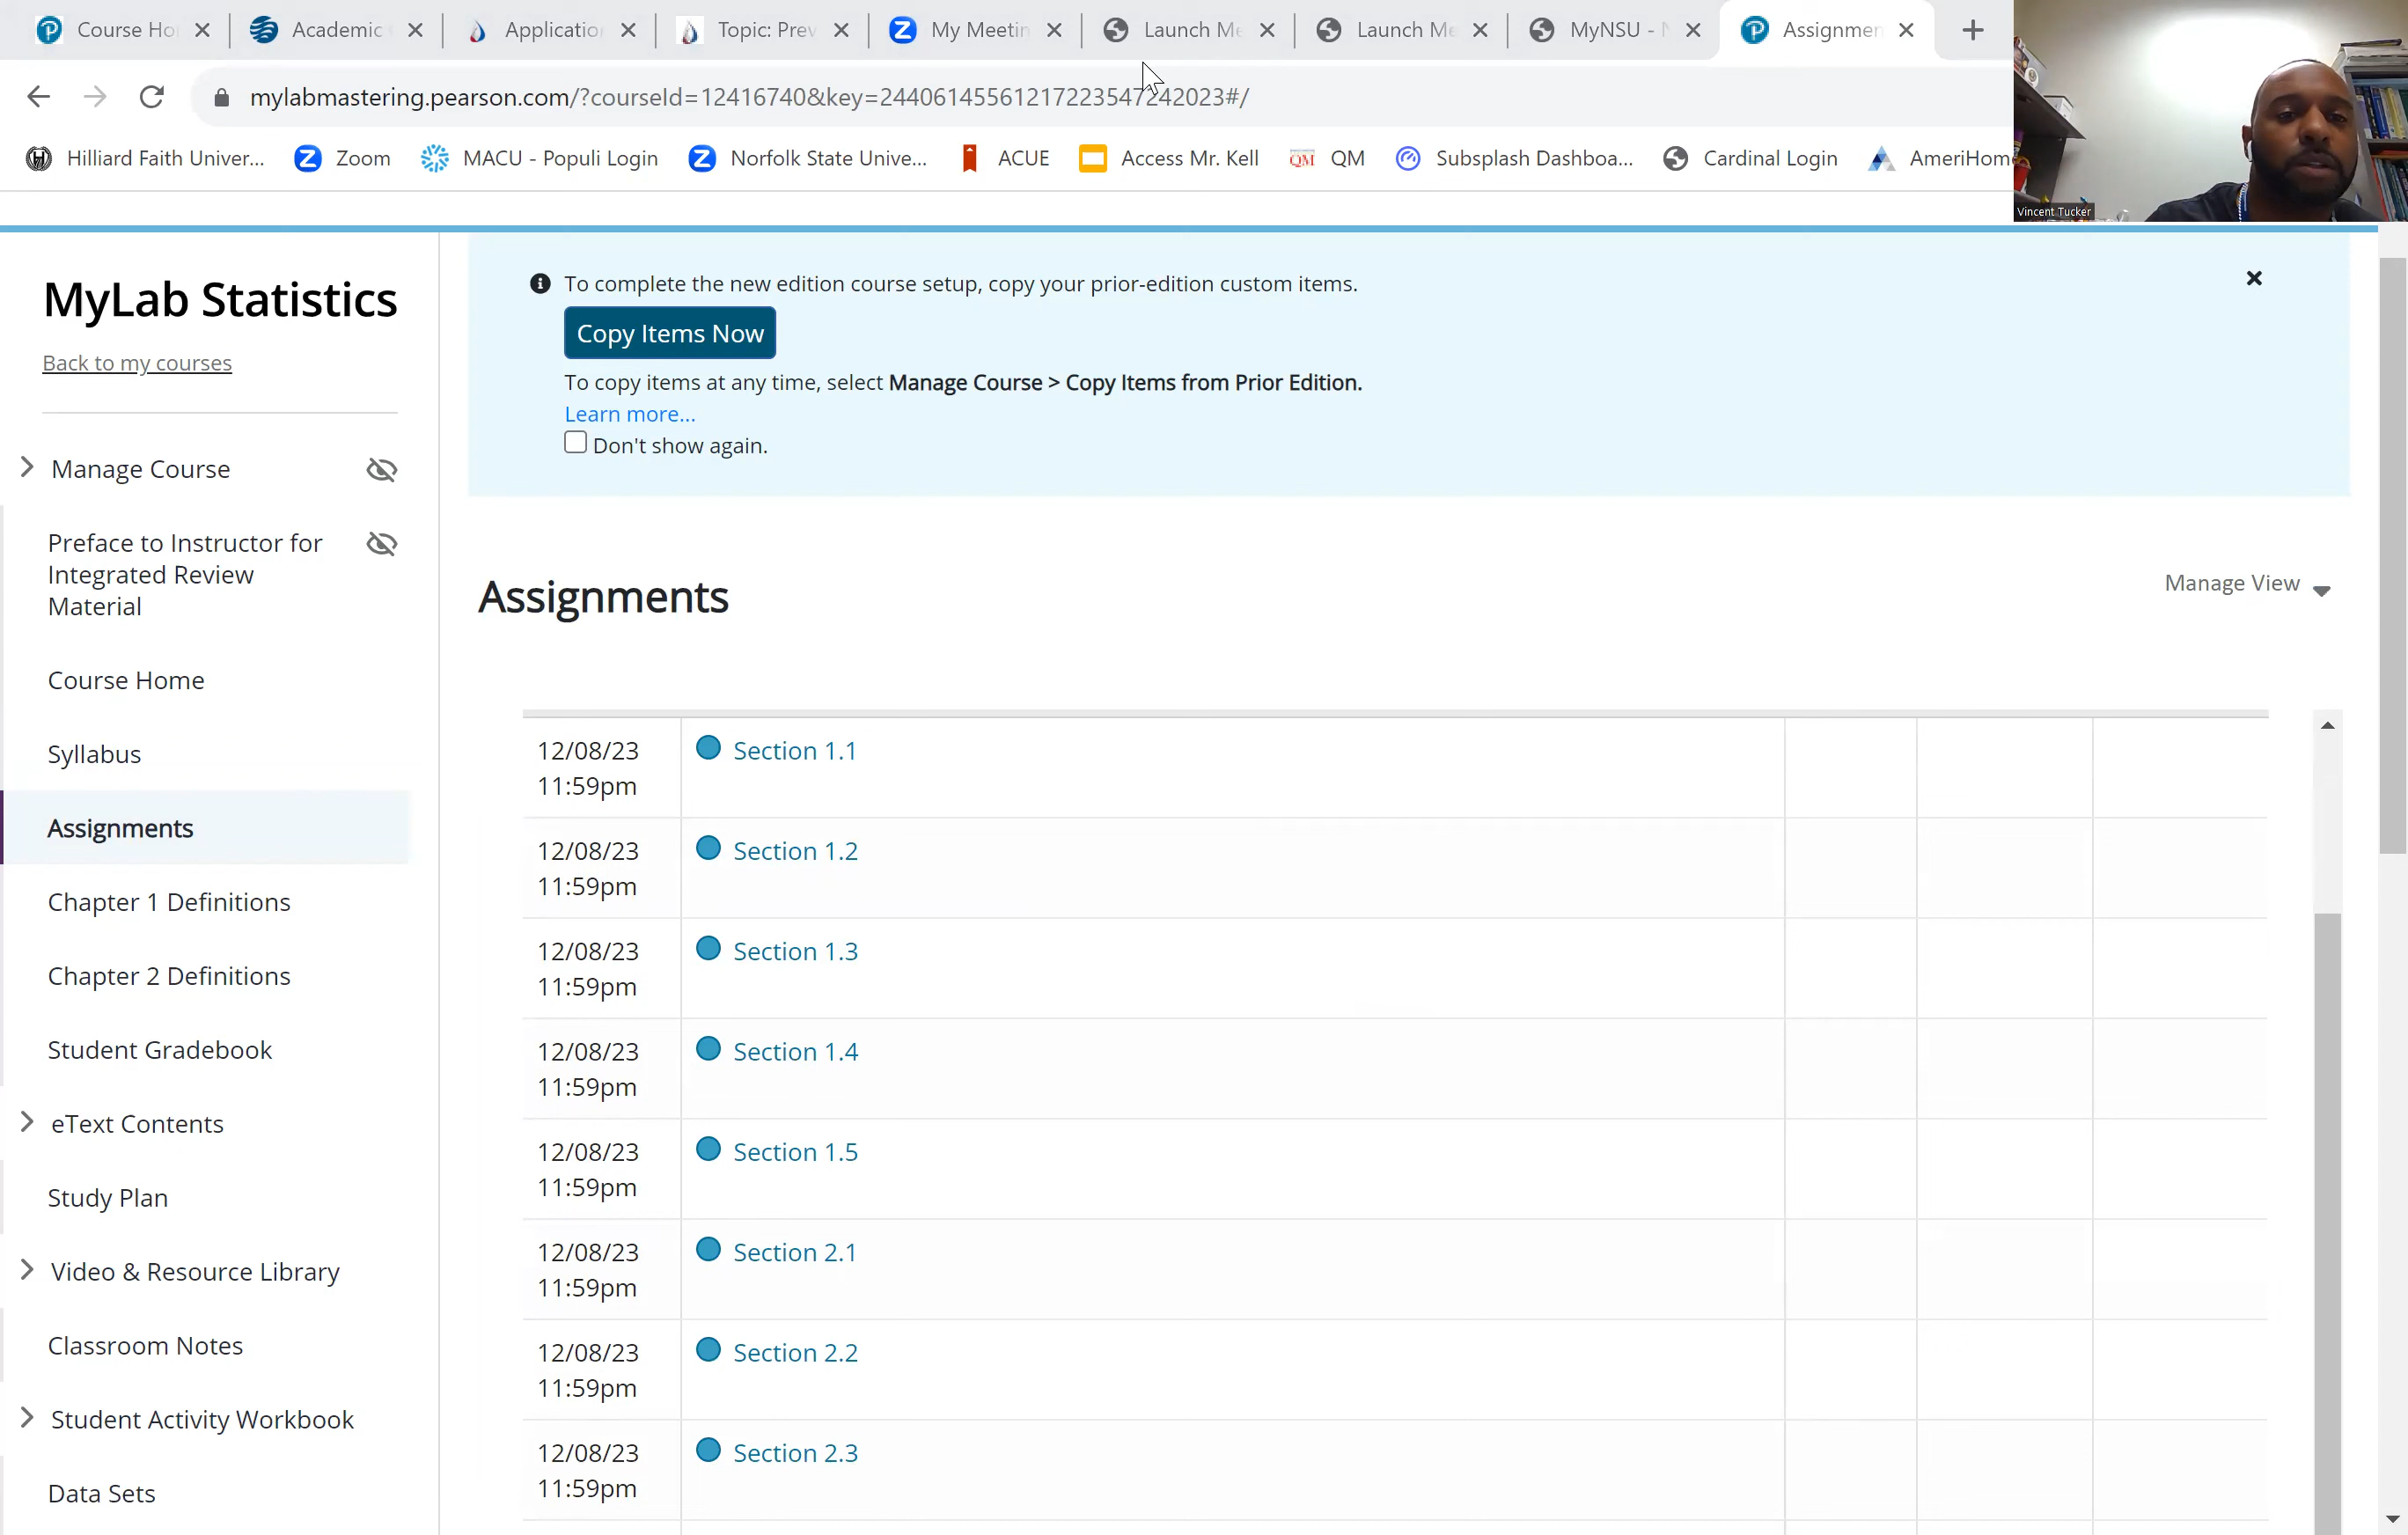 Course Ho
Academic
Applicatio
Topic: Prev
My Meetin
Launch Me
Launch Me
MyNSU - N
Assignmen
mylabmastering.pearson.com/?courseId=12416740&key=24406145561217223547242023#/
Hilliard Faith Univer...
Zoom
MACU - Populi Login
Norfolk State Unive...
ACUE
Access Mr. Kell
QM QM
Subsplash Dashboa...
Cardinal Login
AmeriHom
Vincent Tucker
MyLab Statistics
Back to my courses
Manage Course
Preface to Instructor for
Integrated Review
Material
Course Home
Syllabus
Assignments
Chapter 1 Definitions
Chapter 2 Definitions
Student Gradebook
eText Contents
Study Plan
Video & Resource Library
Classroom Notes
Student Activity Workbook
Data Sets
To complete the new edition course setup, copy your prior-edition custom items.
Copy Items Now
To copy items at any time, select Manage Course > Copy Items from Prior Edition.
Learn more...
Don't show again.
Assignments
Manage View
12/08/23 Section 1.1
11:59pm
12/08/23 Section 1.2
11:59pm
12/08/23 Section 1.3
11:59pm
12/08/23 Section 1.4
11:59pm
12/08/23 Section 1.5
11:59pm
12/08/23 Section 2.1
11:59pm
12/08/23 Section 2.2
11:59pm
12/08/23 Section 2.3
11:59pm